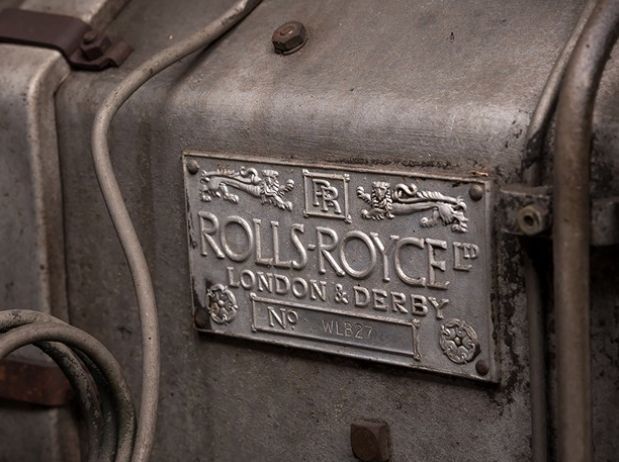 RR
ROLLS-ROYCE LTD
LONDON & DERBY
No WLB27